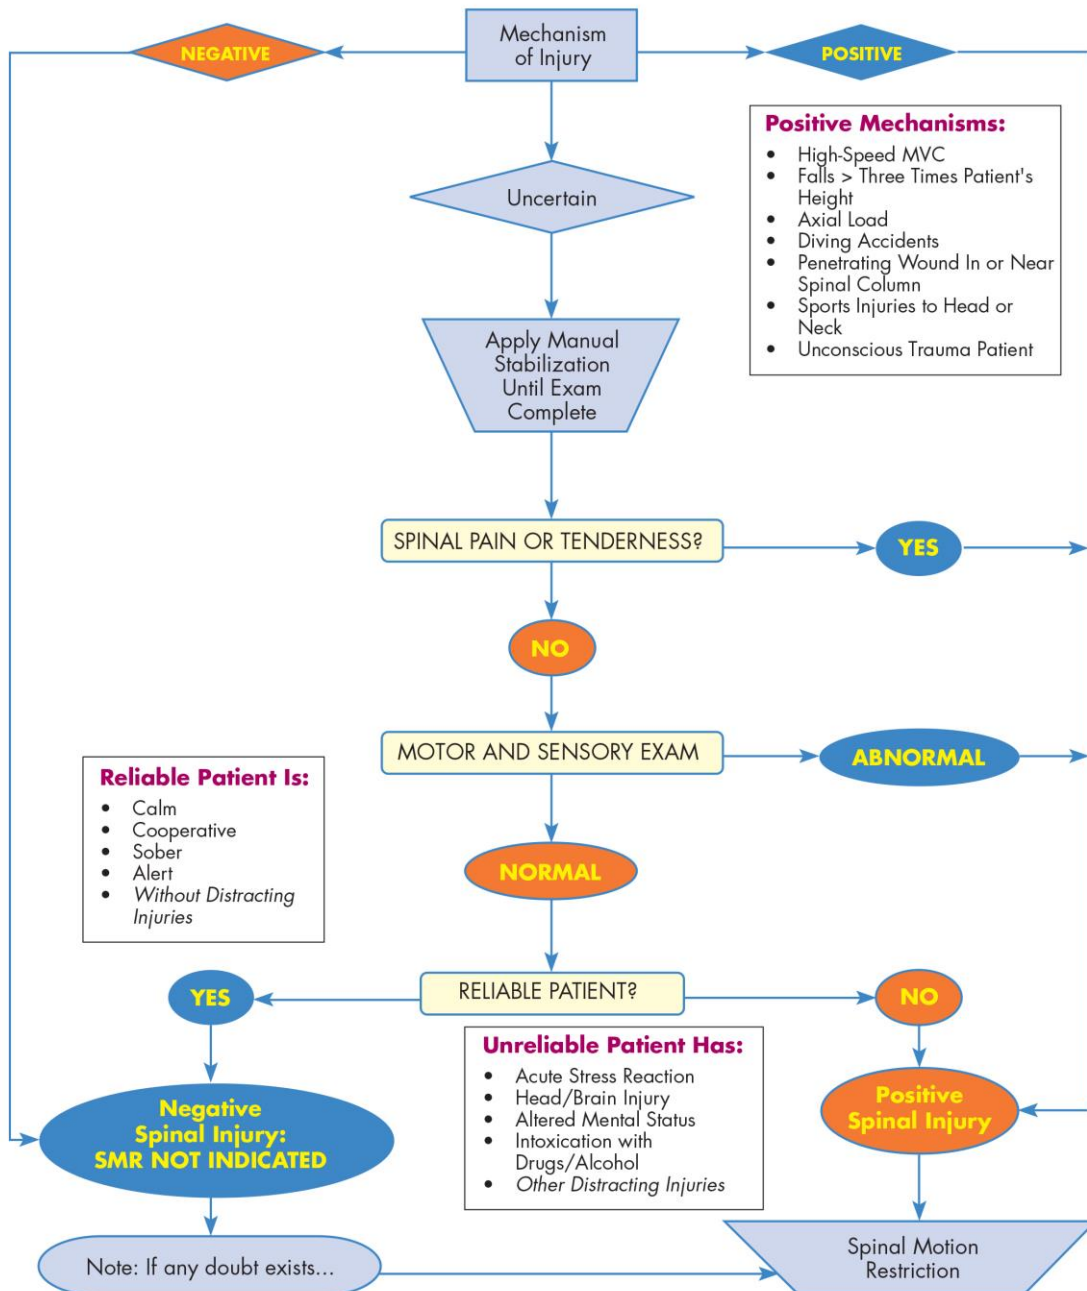 NEGATIVE
Mechanism
of Injury
POSITIVE
Positive Mechanisms:
• High-Speed MVC
• Falls > Three Times Patient's
Height
• Axial Load
• Diving Accidents
• Penetrating Wound In or Near
Spinal Column
• Sports Injuries to Head or
Neck
• Unconscious Trauma Patient
Uncertain
Apply Manual
Stabilization
Until Exam
Complete
SPINAL PAIN OR TENDERNESS?
YES
NO
MOTOR AND SENSORY EXAM
ABNORMAL
Reliable Patient Is:
• Calm
• Cooperative
• Sober
• Alert
• Without Distracting
Injuries
NORMAL
YES
RELIABLE PATIENT?
NO
Unreliable Patient Has:
• Acute Stress Reaction
• Head/Brain Injury
• Altered Mental Status
• Intoxication with
Drugs/Alcohol
• Other Distracting Injuries
Negative
Spinal Injury:
SMR NOT INDICATED
Positive
Spinal Injury
Note: If any doubt exists...
Spinal Motion
Restriction